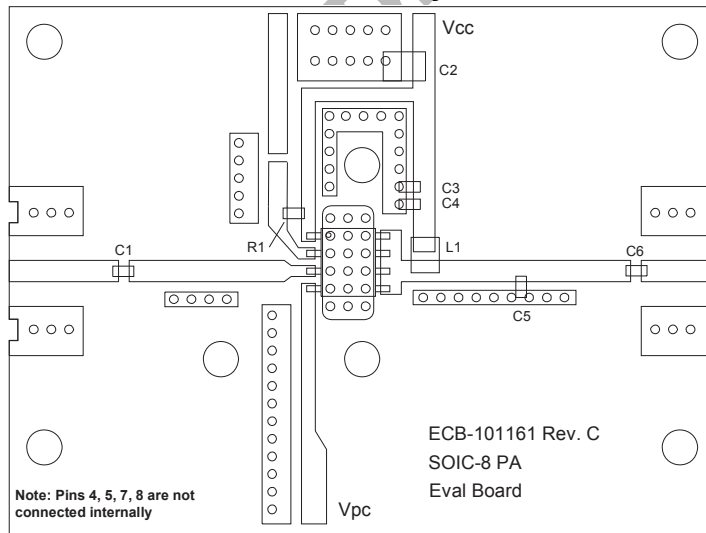 Vcc
C2
C3
C4
C1
R1
L1
C6
C5
ECB-101161 Rev. C
SOIC-8 PA
Eval Board
Note: Pins 4, 5, 7, 8 are not
connected internally
Vpc